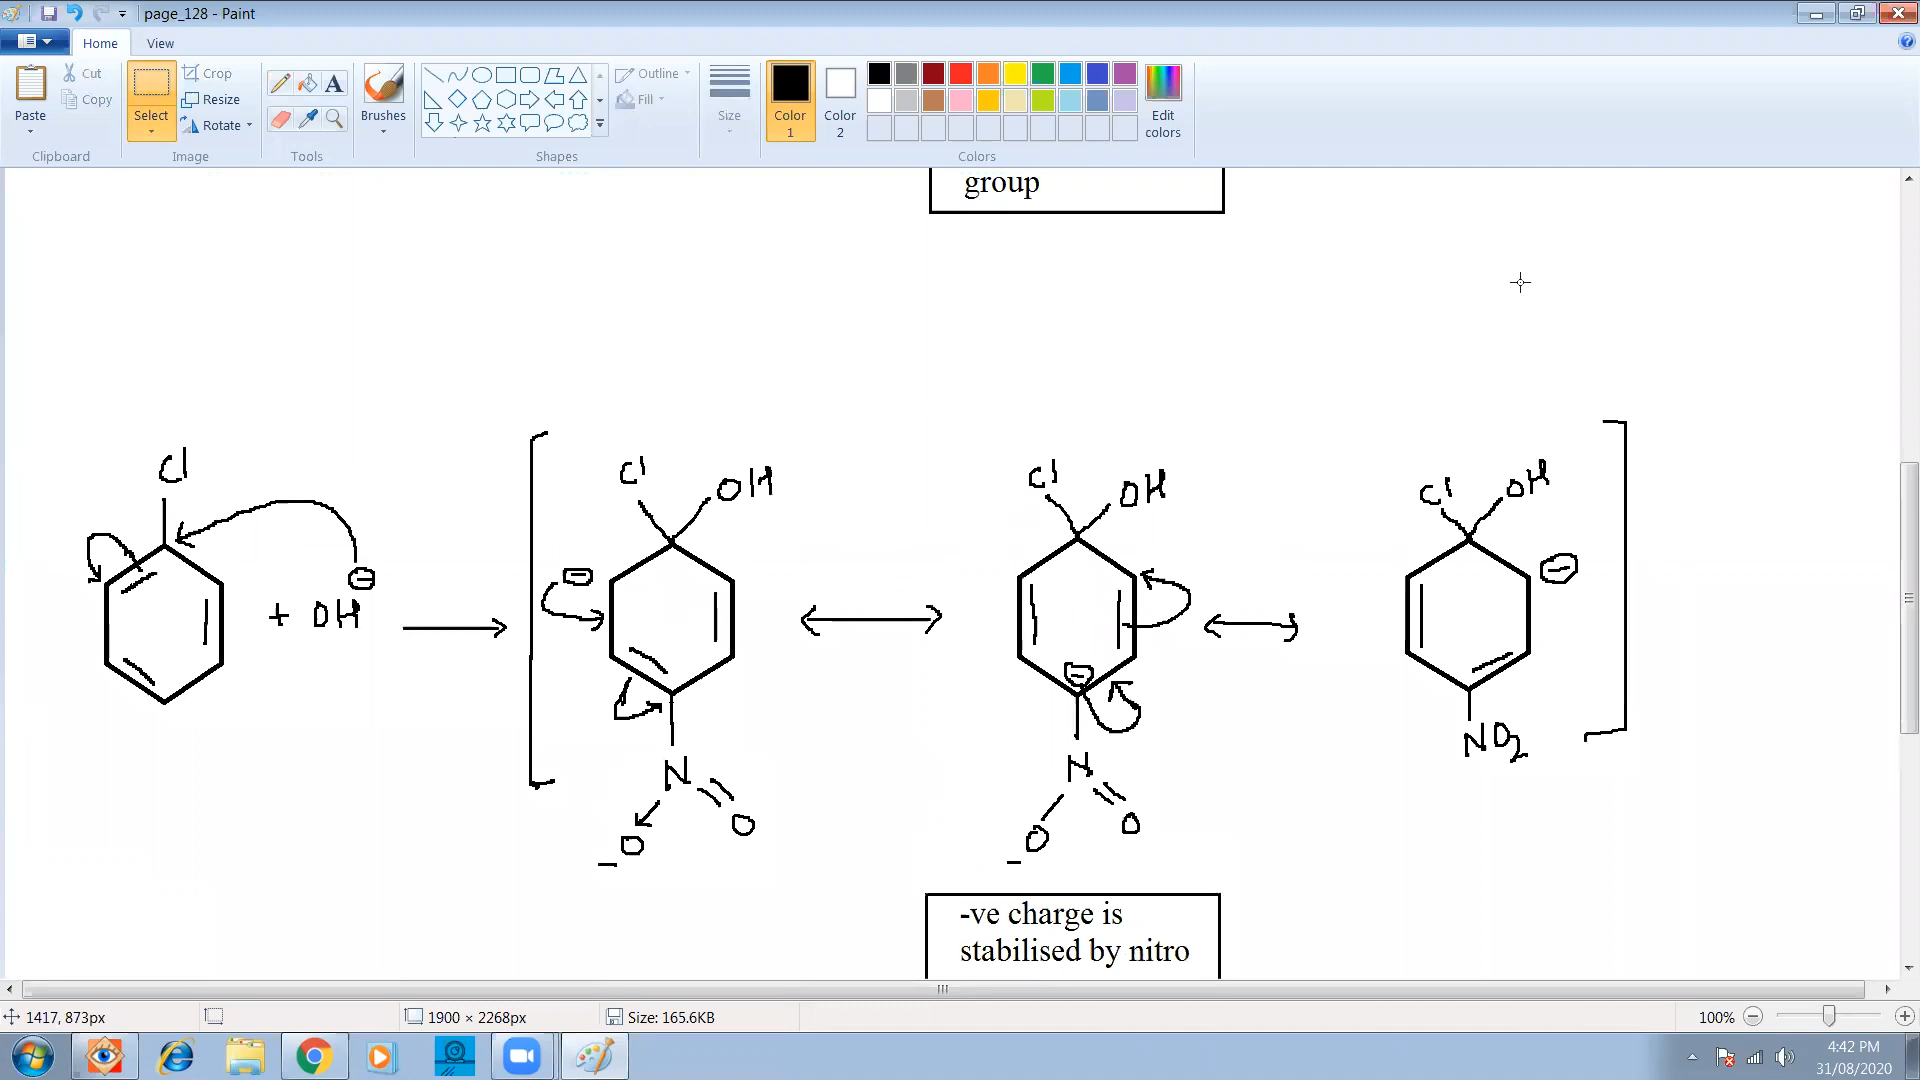 page_128 - Paint
Home
View
Paste
Cut
Copy
Clipboard
Select
Crop
Resize
Rotate
Image
Tools
Brushes
Shapes
Outline
Fill
Size
Color 1
Color 2
Edit colors
Colors
group
Cl
+ OH ⊖
Cl OH
⊖
N
O
O
-
Cl OH
⊖
N
O
O
-
Cl OH
⊖
NO2
-ve charge is
stabilised by nitro
1417, 873px
1900 × 2268px
Size: 165.6KB
100%
4:42 PM
31/08/2020